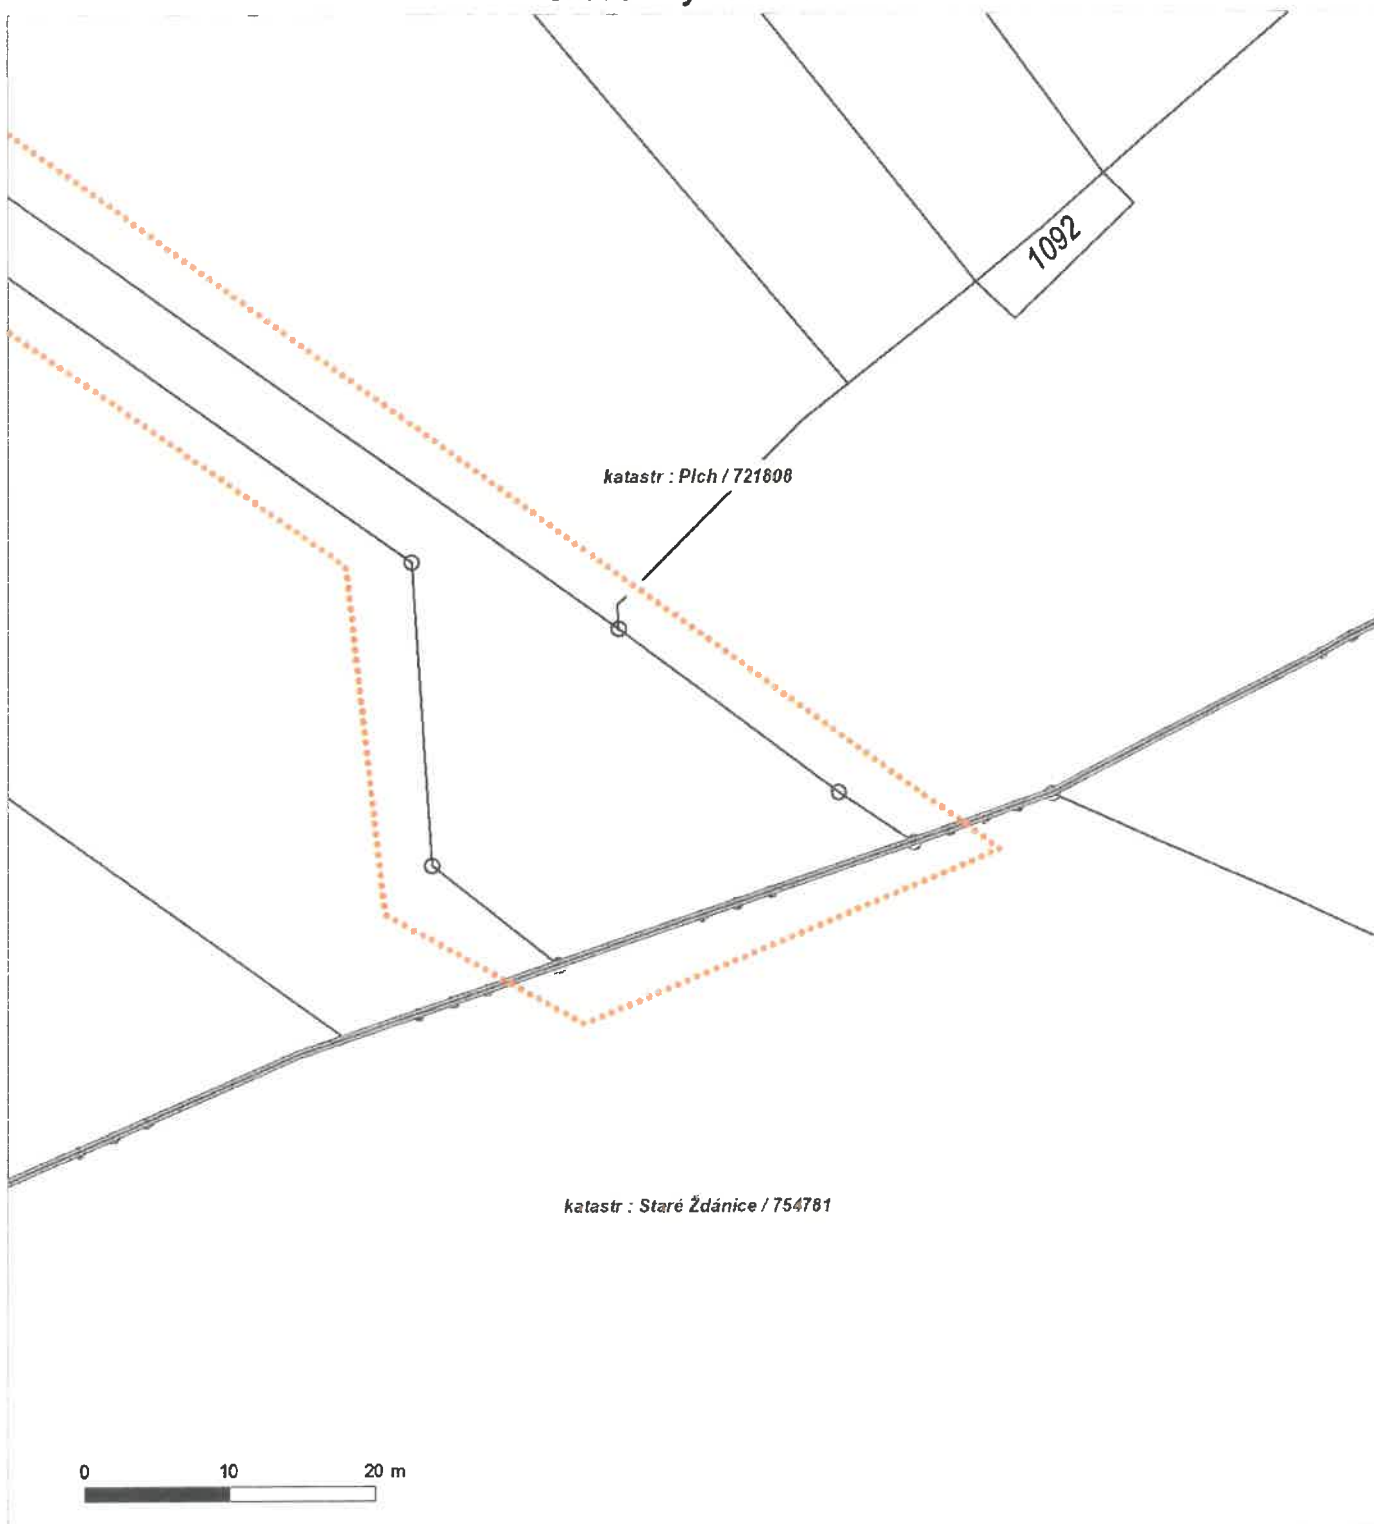 1092
katastr : Plch / 721808
katastr : Staré Ždánice / 754781
0 10 20 m